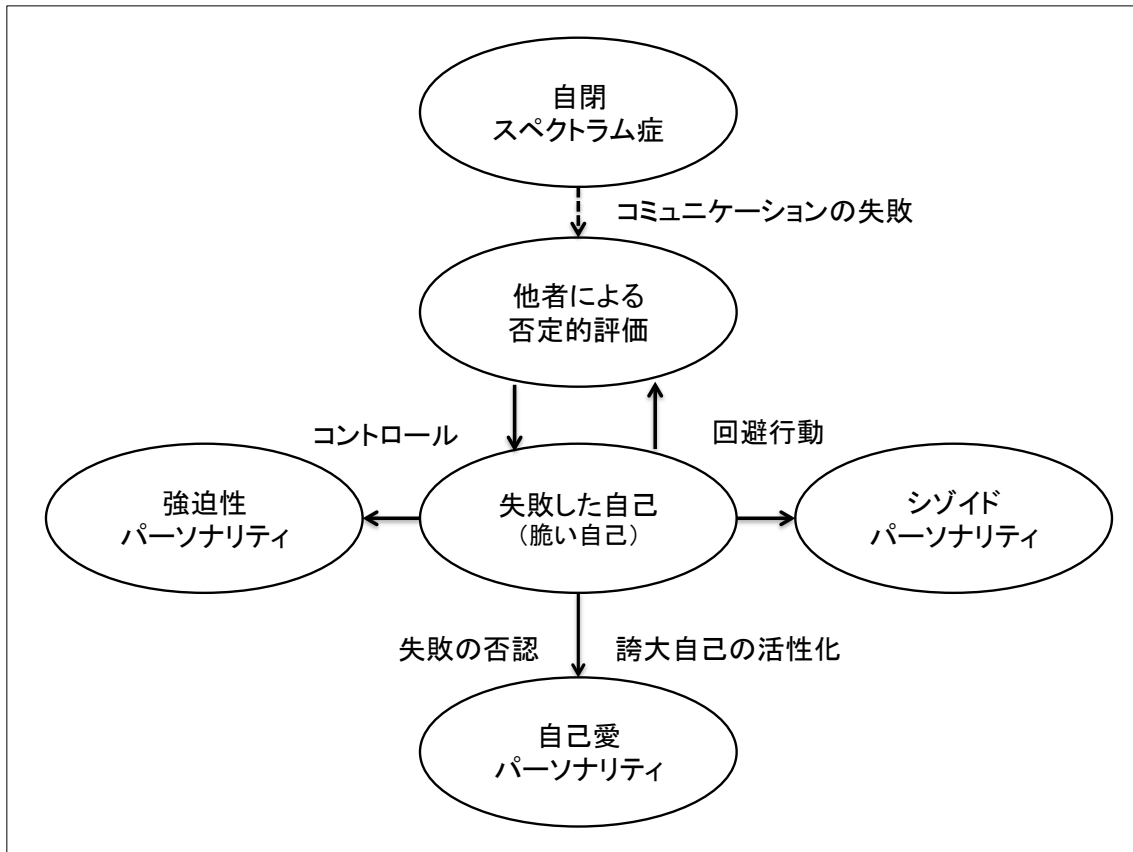 自閉
スペクトラム症
コミュニケーションの失敗
他者による
否定的評価
コントロール
回避行動
強迫性
パーソナリティ
失敗した自己
（脆い自己）
シゾイド
パーソナリティ
失敗の否認
誇大自己の活性化
自己愛
パーソナリティ